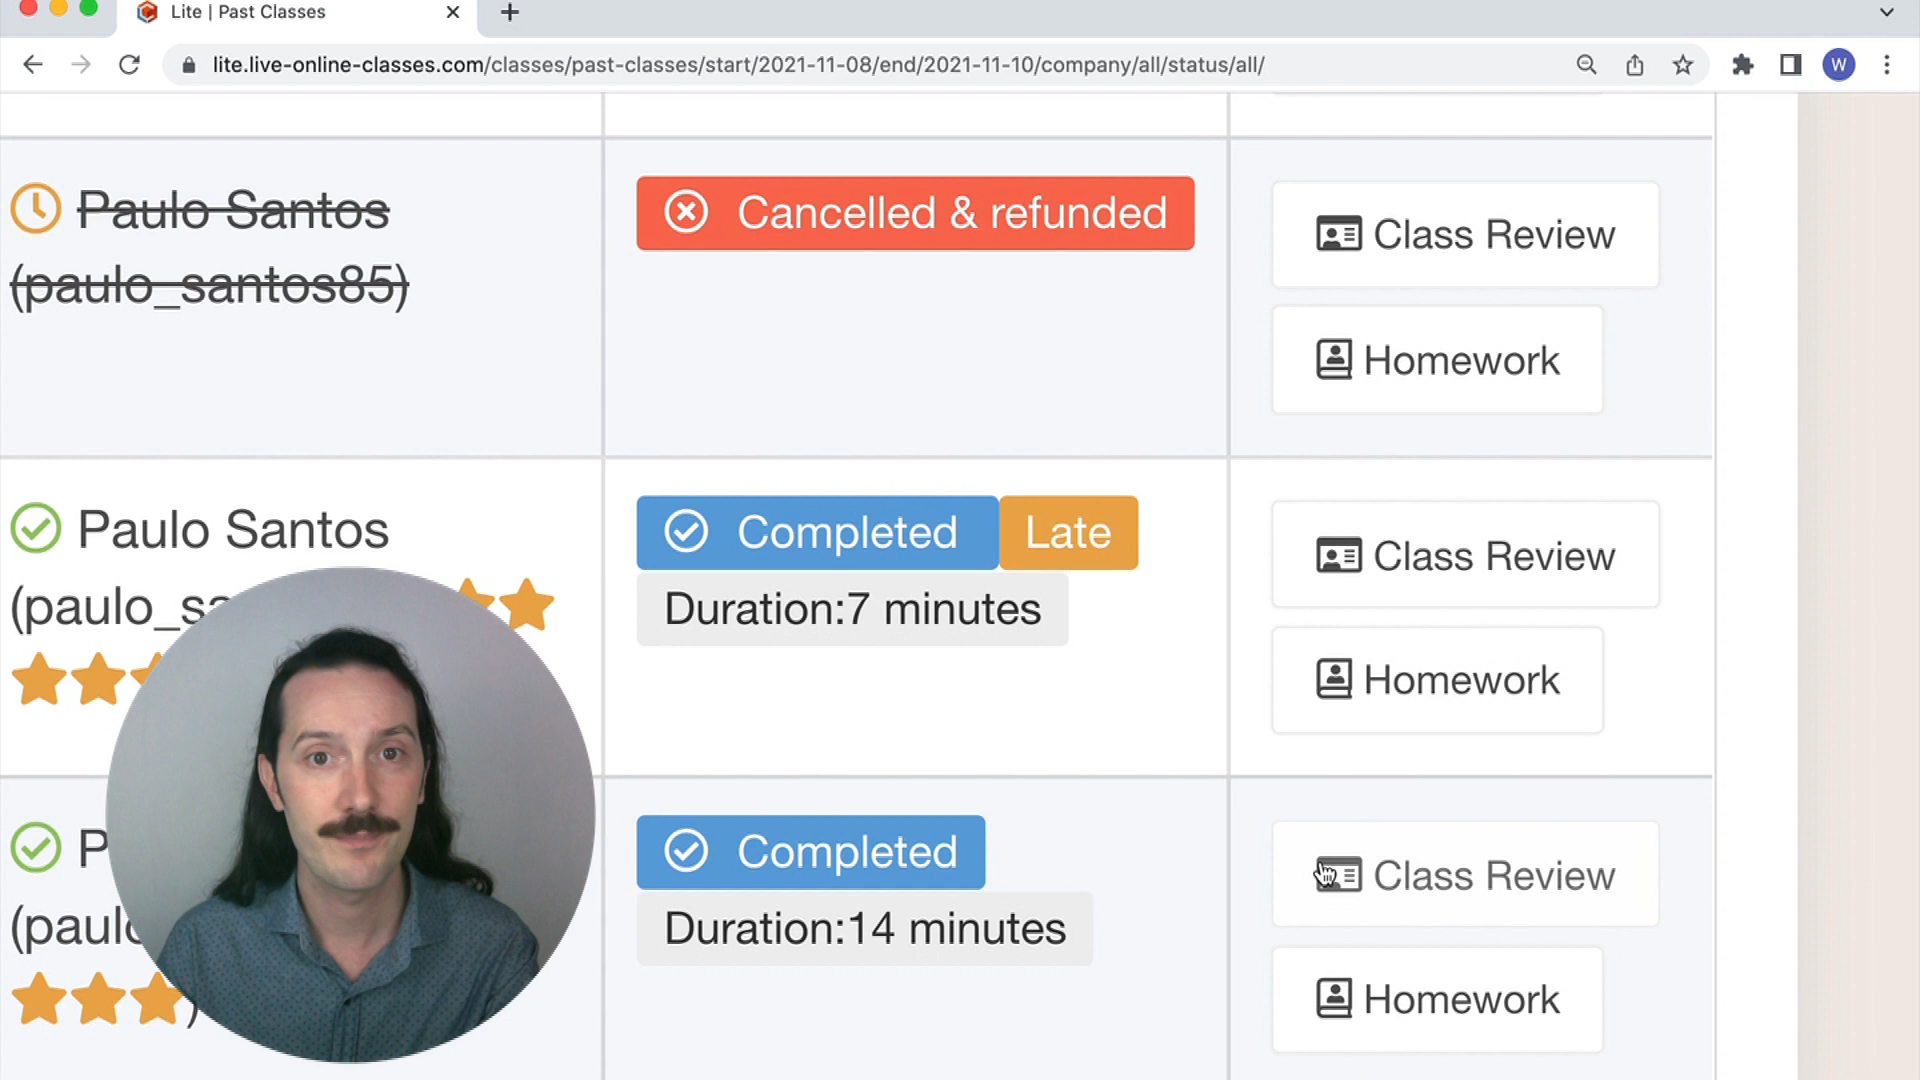 Lite | Past Classes
lite.live-online-classes.com/classes/past-classes/start/2021-11-08/end/2021-11-10/company/all/status/all/
W
Paulo Santos
(paulo_santos85)
Cancelled & refunded
Class Review
Homework
Paulo Santos
Completed
Late
Duration:7 minutes
Class Review
Homework
Completed
Duration:14 minutes
Class Review
Homework